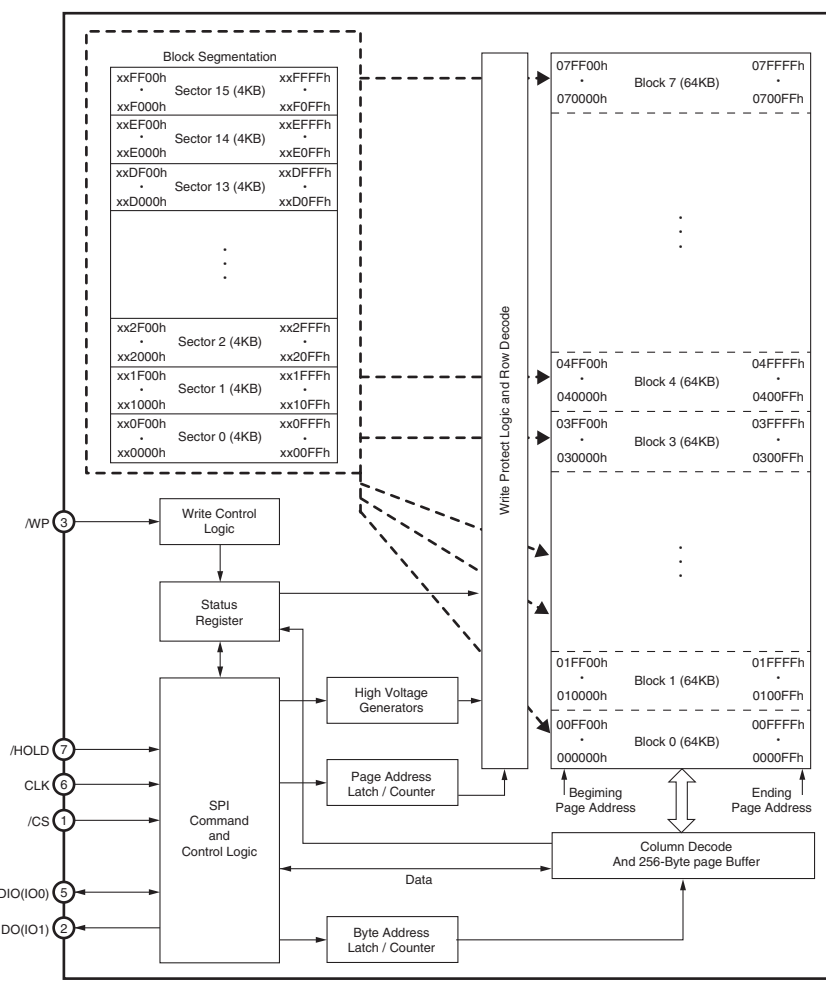 Block Segmentation
xxFF00h xxFFFFh
• Sector 15 (4KB) •
xxF000h xxF0FFh
xxEF00h xxEFFFh
• Sector 14 (4KB) •
xxE000h xxE0FFh
xxDF00h xxDFFFh
• Sector 13 (4KB) •
xxD000h xxD0FFh
xx2F00h xx2FFFh
• Sector 2 (4KB) •
xx2000h xx20FFh
xx1F00h xx1FFFh
• Sector 1 (4KB) •
xx1000h xx10FFh
xx0F00h xx0FFFh
• Sector 0 (4KB) •
xx0000h xx00FFh
Write Protect Logic and Row Decode
07FF00h 07FFFFh
• Block 7 (64KB) •
070000h 0700FFh
04FF00h 04FFFFh
• Block 4 (64KB) •
040000h 0400FFh
03FF00h 03FFFFh
• Block 3 (64KB) •
030000h 0300FFh
01FF00h 01FFFFh
• Block 1 (64KB) •
010000h 0100FFh
00FF00h 00FFFFh
• Block 0 (64KB) •
000000h 0000FFh
Begiming
Page Address
Ending
Page Address
/WP 3
Write Control
Logic
Status
Register
High Voltage
Generators
Page Address
Latch / Counter
/HOLD 7
CLK 6
/CS 1
DIO(IO0) 5
DO(IO1) 2
SPI
Command
and
Control Logic
Data
Column Decode
And 256-Byte page Buffer
Byte Address
Latch / Counter